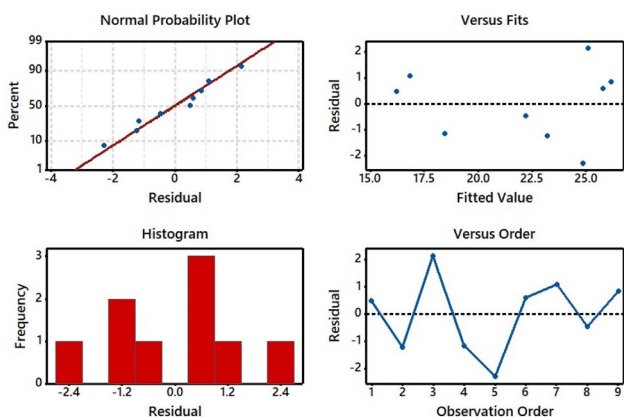 Normal Probability Plot
99
90
50
10
1
Percent
-4 -2 0 2 4
Residual
Versus Fits
2
1
0
-1
-2
Residual
15.0 17.5 20.0 22.5 25.0
Fitted Value
Histogram
3
2
1
0
Frequency
-2.4 -1.2 0.0 1.2 2.4
Residual
Versus Order
2
1
0
-1
-2
Residual
1 2 3 4 5 6 7 8 9
Observation Order